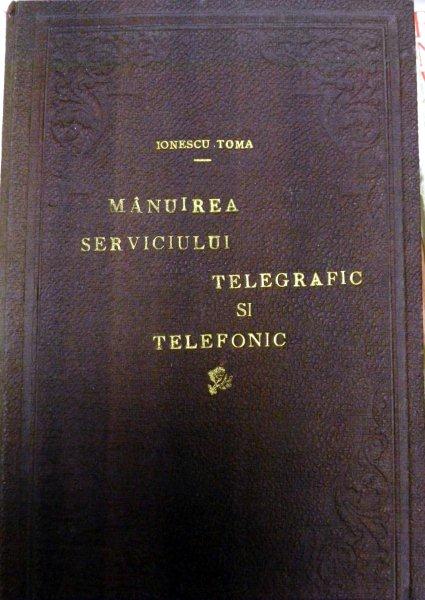 IONESCU TOMA
MÂNUIREA
SERVICIULUI
TELEGRAFIC
SI
TELEFONIC